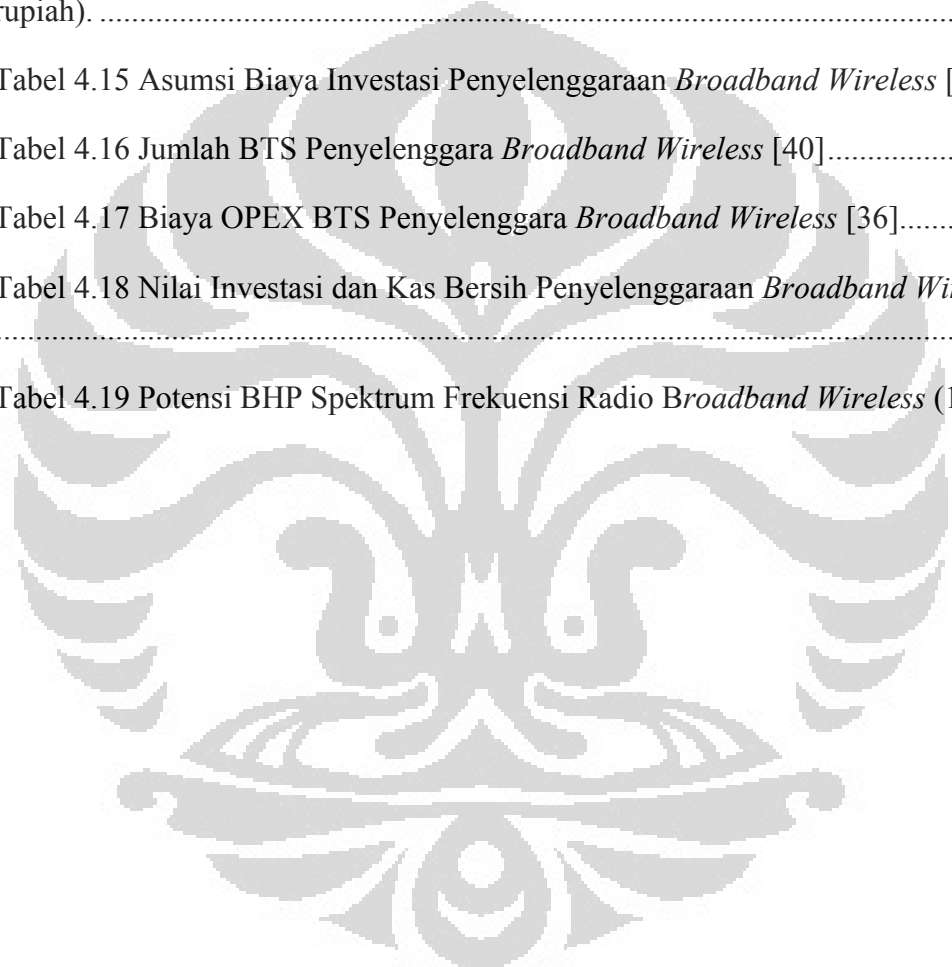 rupiah). ...............................................................................................
Tabel 4.15 Asumsi Biaya Investasi Penyelenggaraan Broadband Wireless [
Tabel 4.16 Jumlah BTS Penyelenggara Broadband Wireless [40]................
Tabel 4.17 Biaya OPEX BTS Penyelenggara Broadband Wireless [36].......
Tabel 4.18 Nilai Investasi dan Kas Bersih Penyelenggaraan Broadband Wi
...............................................................................................................
Tabel 4.19 Potensi BHP Spektrum Frekuensi Radio Broadband Wireless (1